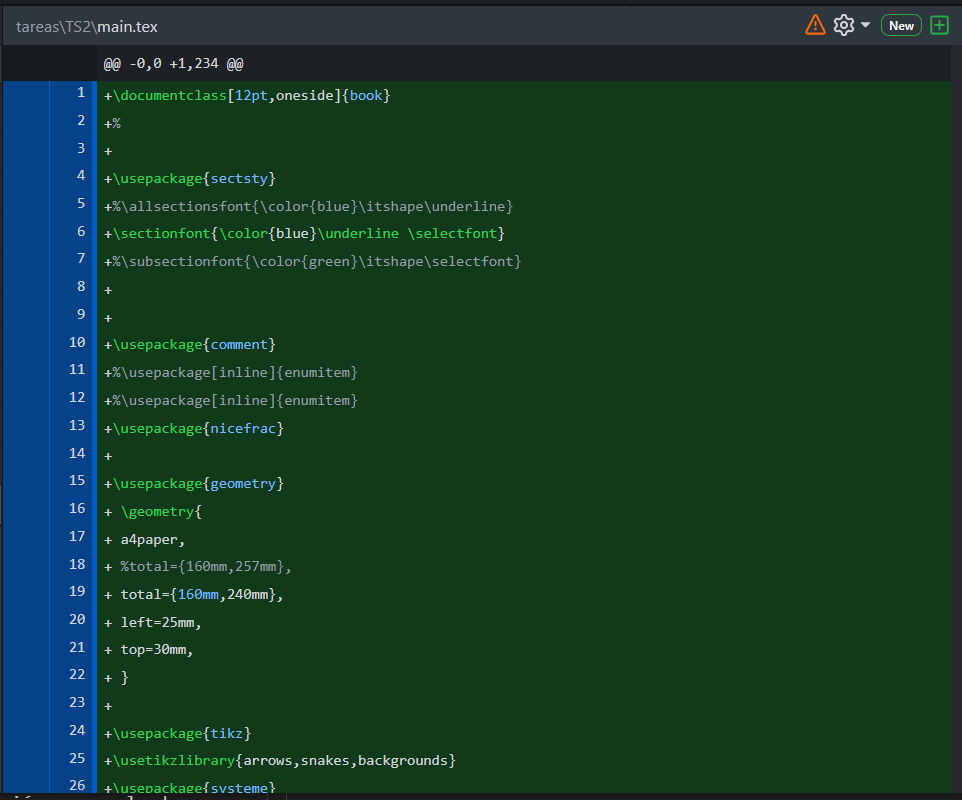 tareas\TS2\main.tex New
@@ -0,0 +1,234 @@
1 +\documentclass[12pt,oneside]{book}
2 +%
3 +
4 +\usepackage{sectsty}
5 +%\allsectionsfont{\color{blue}\itshape\underline}
6 +\sectionfont{\color{blue}\underline \selectfont}
7 +%\subsectionfont{\color{green}\itshape\selectfont}
8 +
9 +
10 +\usepackage{comment}
11 +%\usepackage[inline]{enumitem}
12 +%\usepackage[inline]{enumitem}
13 +\usepackage{nicefrac}
14 +
15 +\usepackage{geometry}
16 + \geometry{
17 + a4paper,
18 + %total={160mm,257mm},
19 + total={160mm,240mm},
20 + left=25mm,
21 + top=30mm,
22 + }
23 +
24 +\usepackage{tikz}
25 +\usetikzlibrary{arrows,snakes,backgrounds}
26 +\usepackage{systeme}